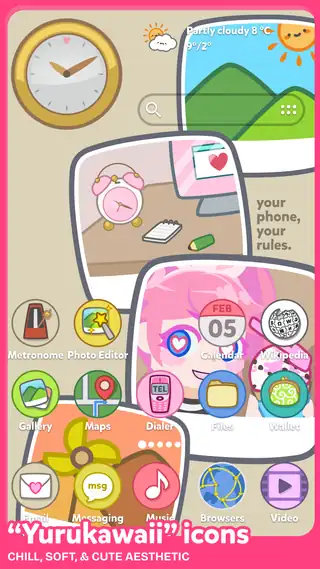 Partly cloudy 8 °C
9°/2°
your
phone,
your
rules.
FEB
05
Metronome Photo Editor Calendar Wikipedia
TEL
Gallery Maps Dialer Files Wallet
msg
Email Messaging Music Browsers Video
“Yurukawaii” icons
CHILL, SOFT, & CUTE AESTHETIC